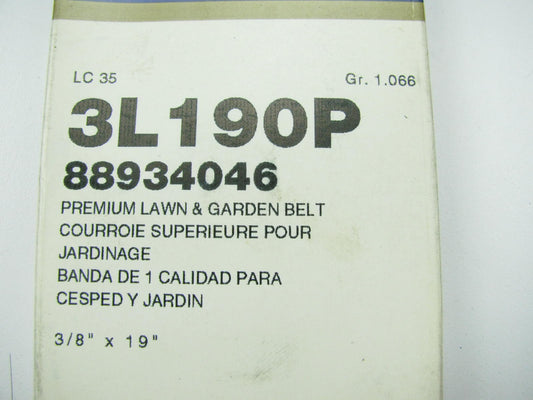 LC 35 Gr. 1.066
3L190P
88934046
PREMIUM LAWN & GARDEN BELT
COURROIE SUPERIEURE POUR
JARDINAGE
BANDA DE 1 CALIDAD PARA
CESPED Y JARDIN
3/8" x 19"